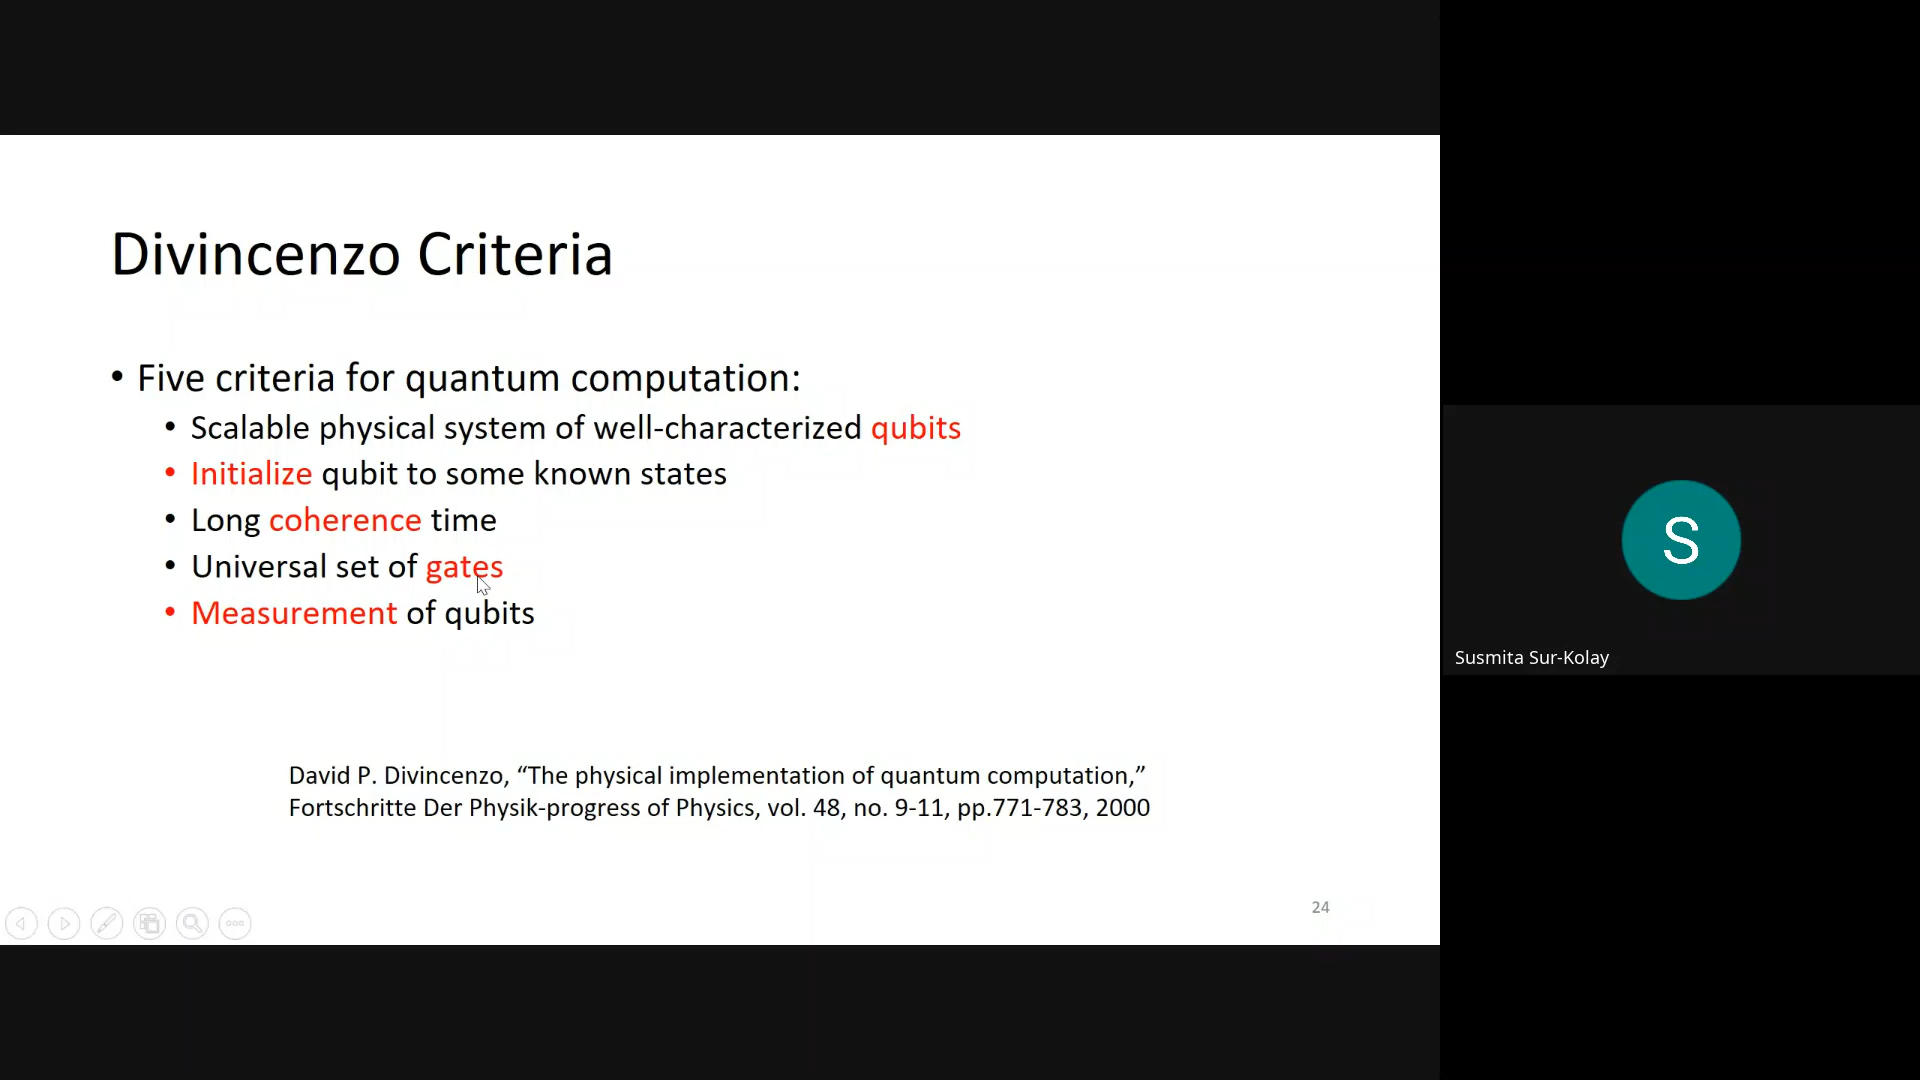 Divincenzo Criteria
• Five criteria for quantum computation:
• Scalable physical system of well-characterized qubits
• Initialize qubit to some known states
• Long coherence time
• Universal set of gates
• Measurement of qubits
David P. Divincenzo, “The physical implementation of quantum computation,”
Fortschritte Der Physik-progress of Physics, vol. 48, no. 9-11, pp.771-783, 2000
24
S
Susmita Sur-Kolay